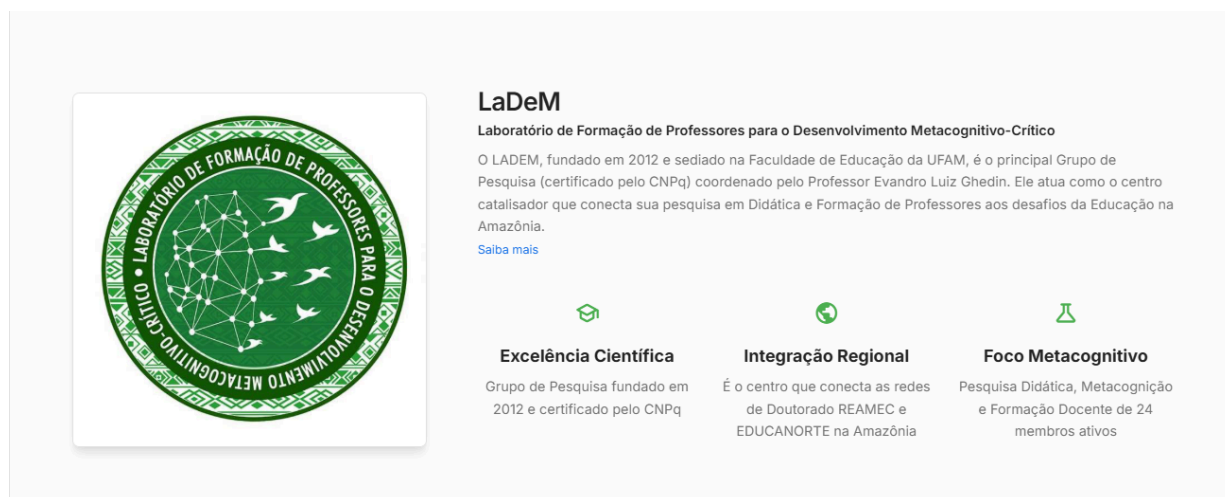 LABORATÓRIO DE FORMAÇÃO DE PROFESSORES PARA O DESENVOLVIMENTO METACOGNITIVO-CRÍTICO •
LaDeM
Laboratório de Formação de Professores para o Desenvolvimento Metacognitivo-Crítico
O LADEM, fundado em 2012 e sediado na Faculdade de Educação da UFAM, é o principal Grupo de
Pesquisa (certificado pelo CNPq) coordenado pelo Professor Evandro Luiz Ghedin. Ele atua como o centro
catalisador que conecta sua pesquisa em Didática e Formação de Professores aos desafios da Educação na
Amazônia.
Saiba mais
Excelência Científica
Grupo de Pesquisa fundado em
2012 e certificado pelo CNPq
Integração Regional
É o centro que conecta as redes
de Doutorado REAMEC e
EDUCANORTE na Amazônia
Foco Metacognitivo
Pesquisa Didática, Metacognição
e Formação Docente de 24
membros ativos